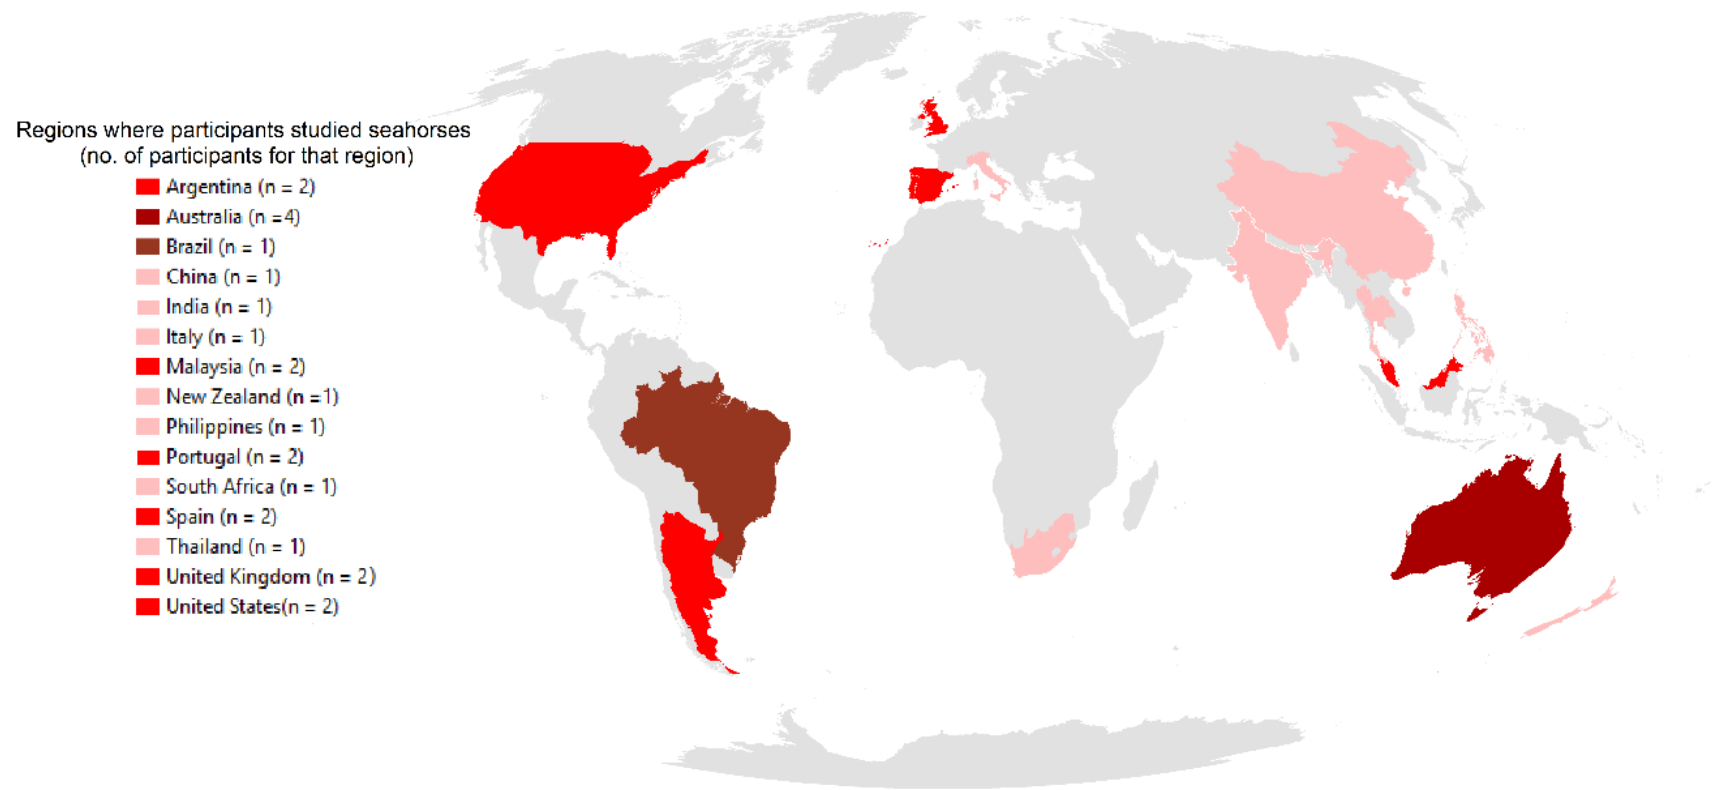 Regions where participants studied seahorses
(no. of participants for that region)
Argentina (n = 2)
Australia (n =4)
Brazil (n = 1)
China (n = 1)
India (n = 1)
Italy (n = 1)
Malaysia (n = 2)
New Zealand (n =1)
Philippines (n = 1)
Portugal (n = 2)
South Africa (n = 1)
Spain (n = 2)
Thailand (n = 1)
United Kingdom (n = 2)
United States(n = 2)